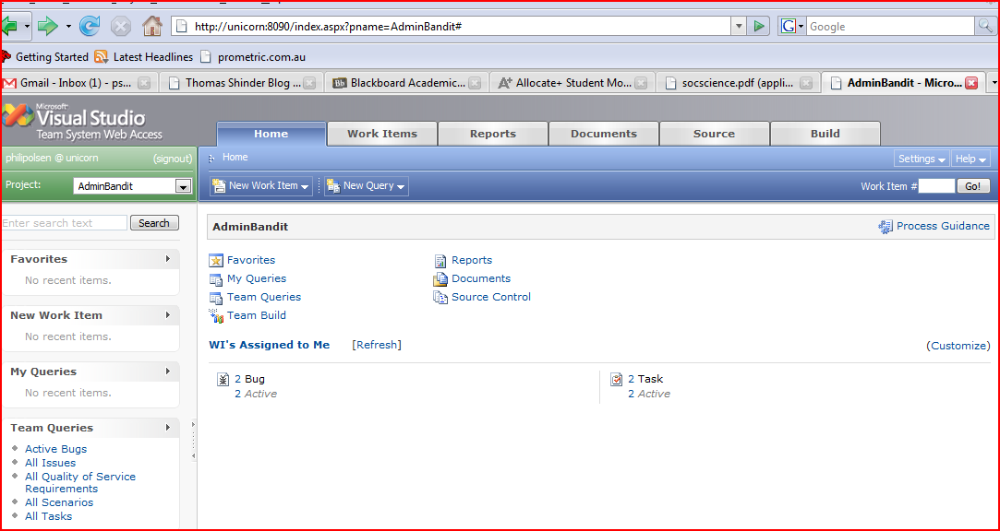 http://unicorn:8090/index.aspx?pname=AdminBandit#
G Google
Getting Started Latest Headlines prometric.com.au
Gmail - Inbox (1) - ps... Thomas Shinder Blog ... Bb Blackboard Academic... A+ Allocate+ Student Mo... socscience.pdf (appli... AdminBandit - Micro...
Microsoft
Visual Studio
Team System Web Access
Home Work Items Reports Documents Source Build
philipolsen @ unicorn (signout) Home Settings Help
Project: AdminBandit New Work Item New Query Work Item # Go!
Enter search text Search
AdminBandit Process Guidance
Favorites
No recent items.
New Work Item
No recent items.
My Queries
No recent items.
Team Queries
Active Bugs
All Issues
All Quality of Service
Requirements
All Scenarios
All Tasks
Favorites Reports
My Queries Documents
Team Queries Source Control
Team Build
WI's Assigned to Me [Refresh] (Customize)
2 Bug 2 Task
2 Active 2 Active